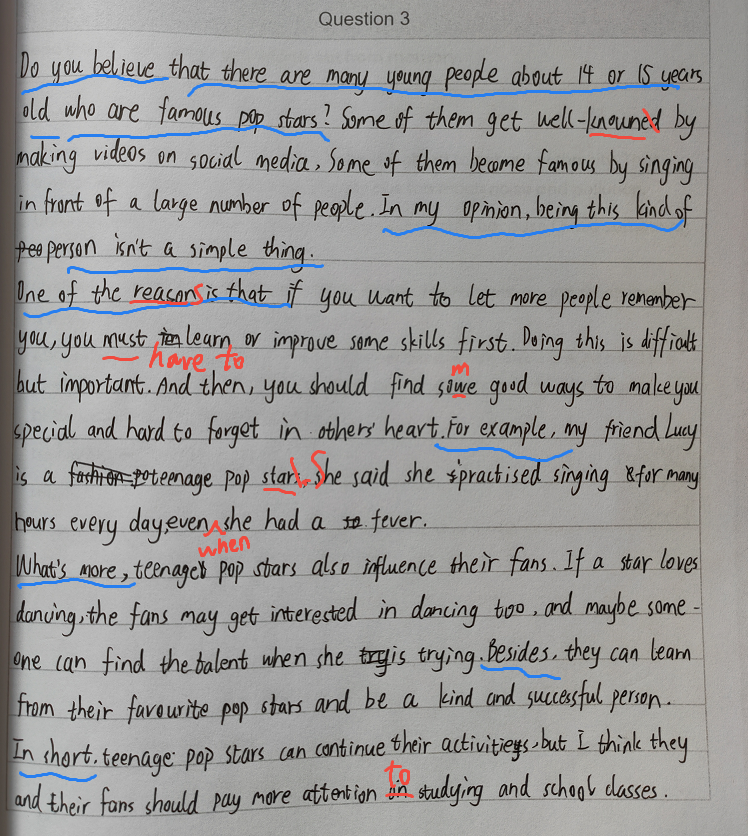 Question 3
Do you believe that there are many young people about 14 or 15 years
old who are famous pop stars? Some of them get well-knouned by
making videos on social media, Some of them become famous by singing
in front of a large number of people. In my opinion, being this kind of
peo person isn't a simple thing.
One of the reasons is that if you want to let more people remember
you, you must in learn or improve some skills first. Doing this is difficult
have to
m
but important. And then, you should find sowe good ways to make you
special and hard to forget in others' heart. For example, my friend Lucy
is a fashion po teenage pop star. She said she practised singing for many
hours every day, even she had a to fever.
when
What's more, teenage pop stars also influence their fans. If a star loves
dancing, the fans may get interested in dancing too, and maybe some-
one can find the talent when she try is trying. Besides, they can learn
from their favourite pop stars and be a kind and successful person.
In short, teenage pop stars can continue their activities, but I think they
to
and their fans should pay more attention in studying and school classes.